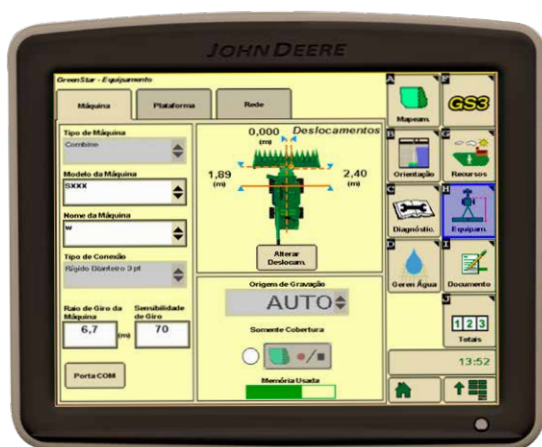 JOHN DEERE
GreenStar - Equipamento
Máquina
Plataforma
Rede
Tipo de Máquina
Combine
Modelo da Máquina
SXXX
Nome da Máquina
w
Tipo de Conexão
Rígido Dianteiro 3 pt
Raio de Giro da
Máquina
6,7
(m)
Sensibilidade
de Giro
70
Porta COM
0,000
(m)
Deslocamentos
1,89
(m)
2,40
(m)
Alterar
Deslocam.
Origem de Gravação
AUTO
Somente Cobertura
Memória Usada
A
Mapeam.
F
GS3
B
Orientação
G
Recursos
C
Diagnóstic.
H
Equipam.
D
Geren Água
I
Documento
J
1 2 3
Totais
13:52